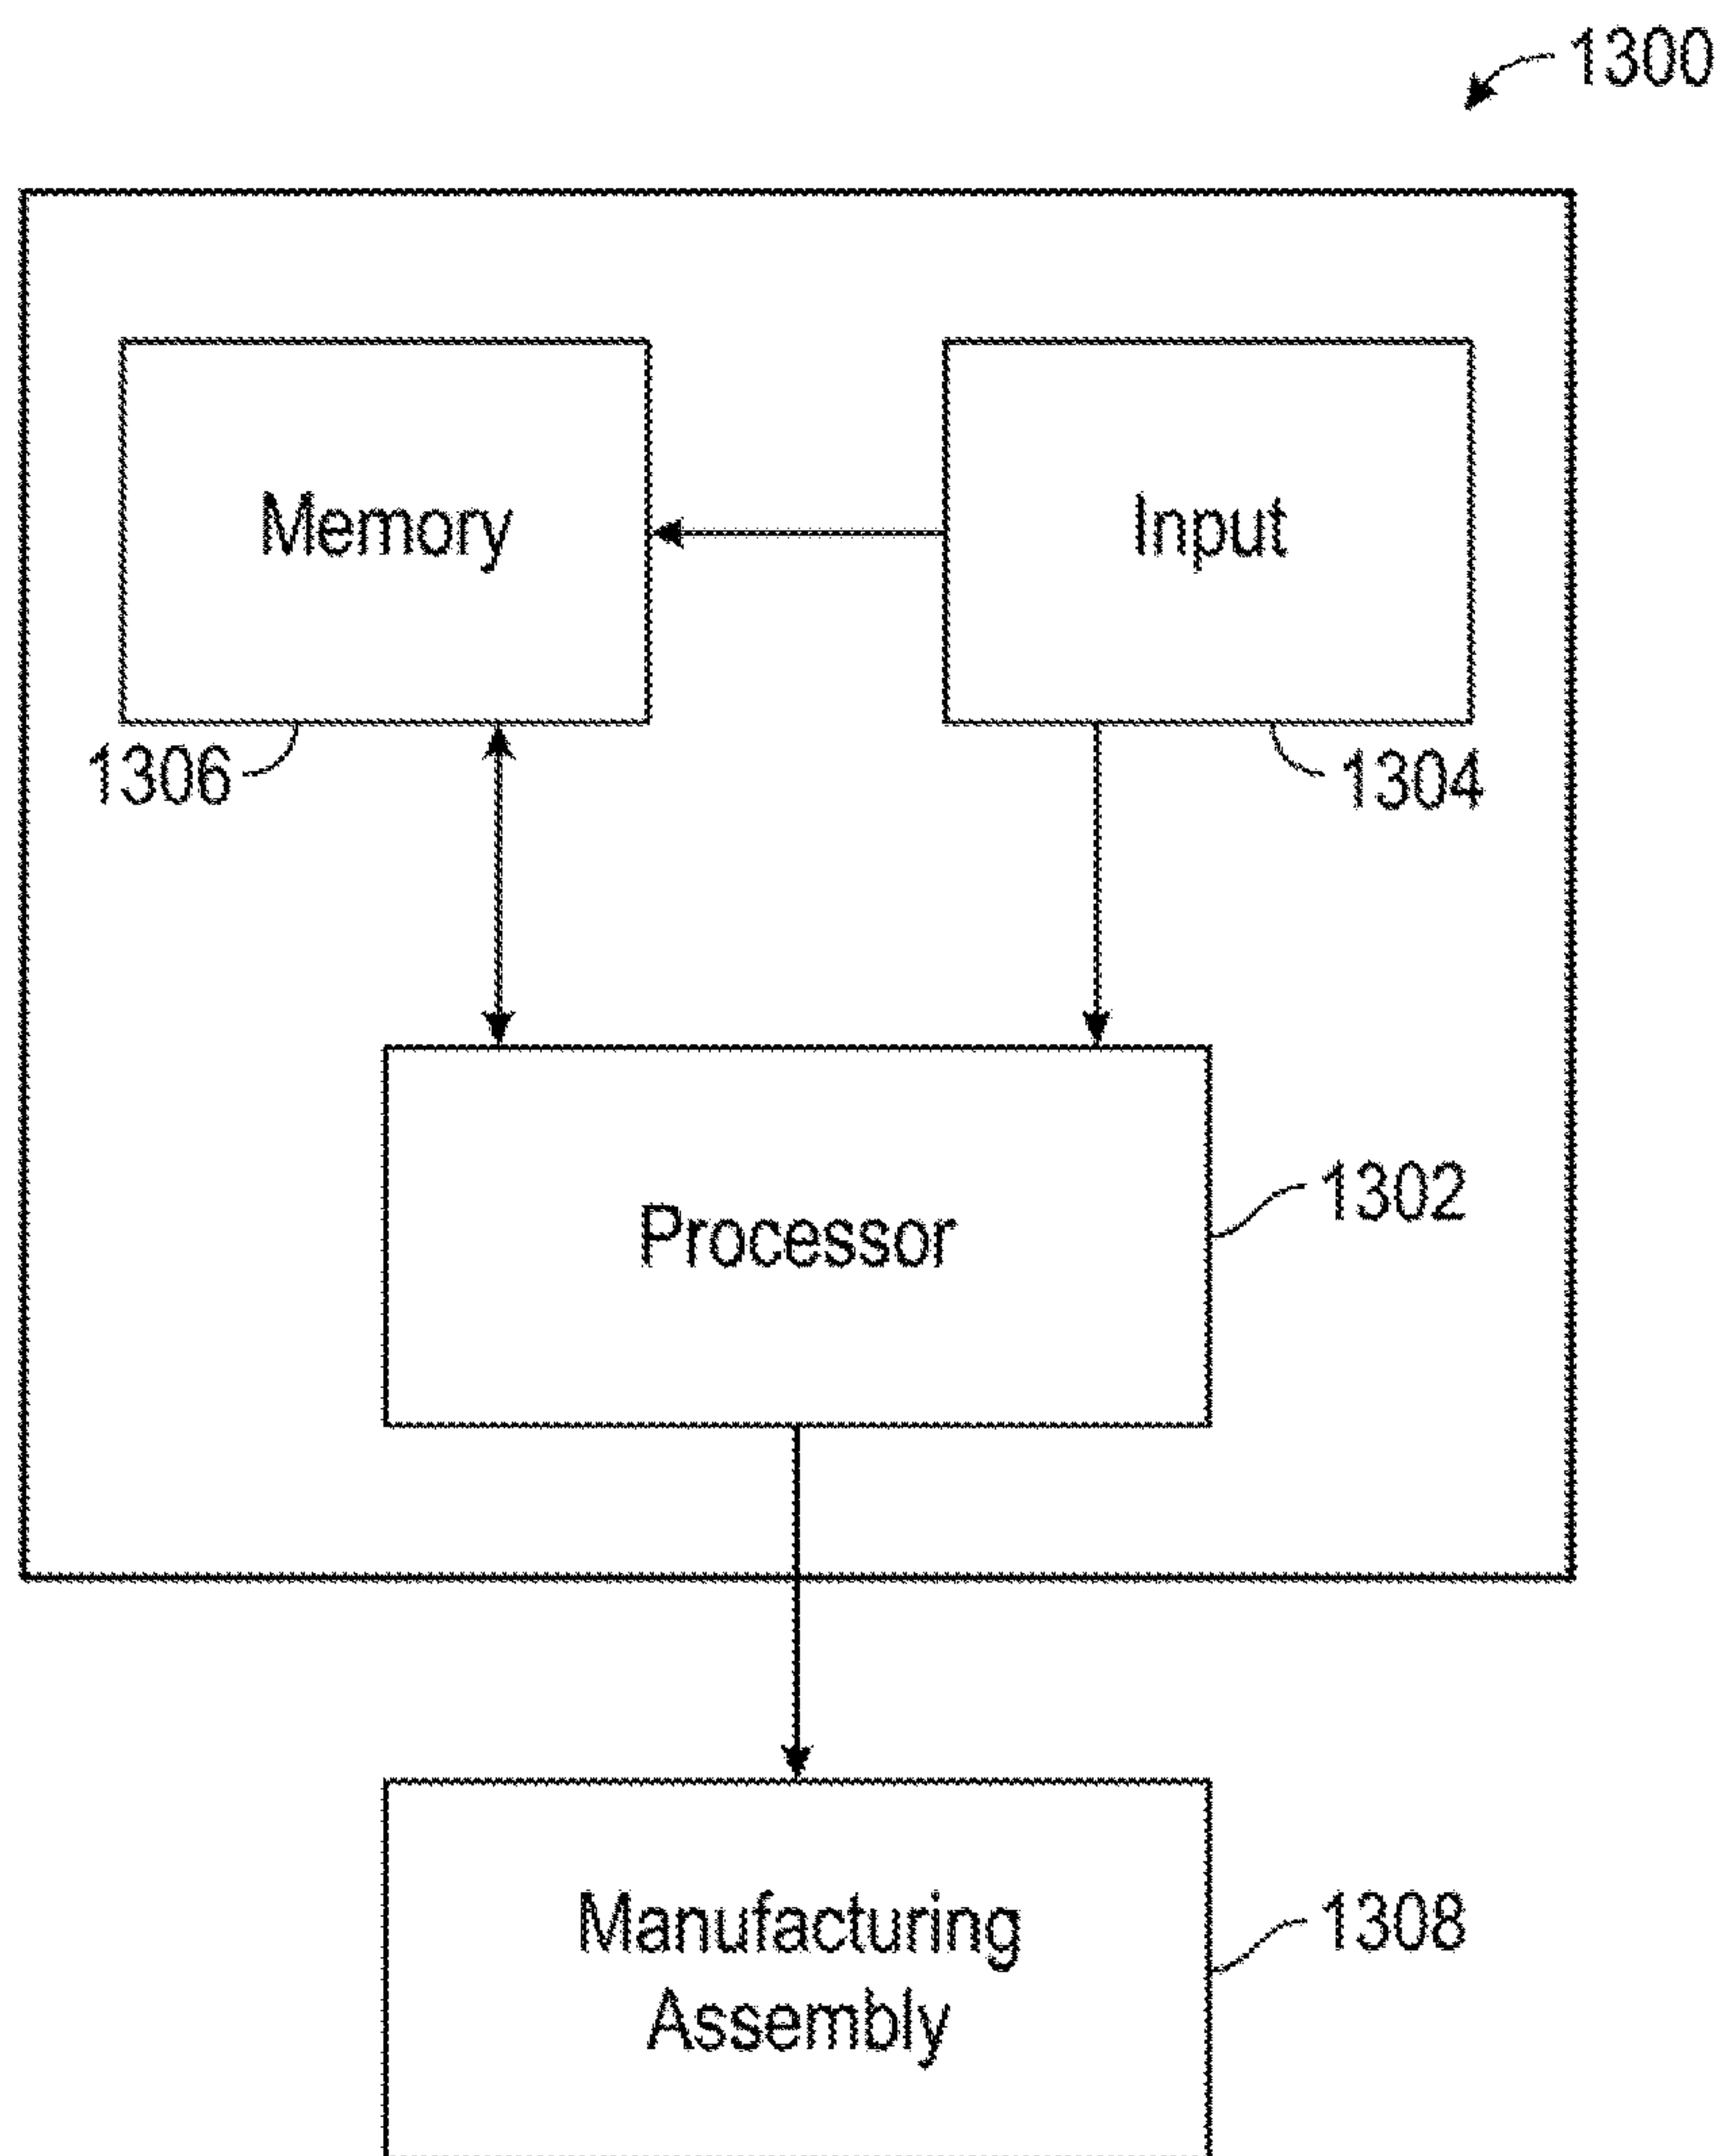 1300
Memory
Input
1306
1304
Processor
1302
Manufacturing
Assembly
1308